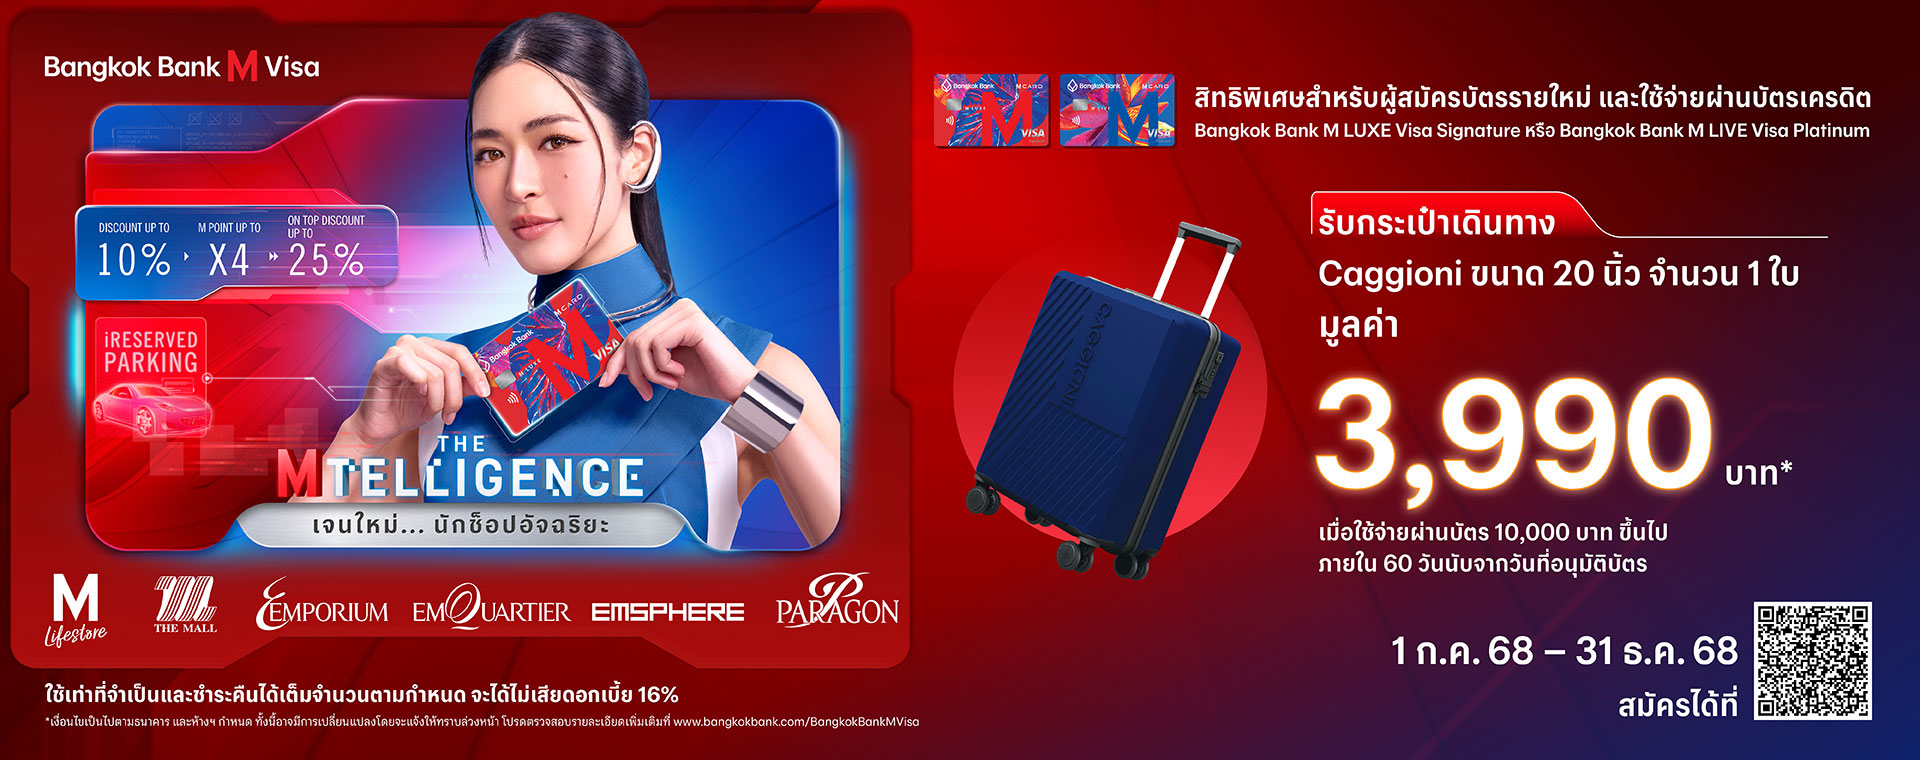 Bangkok Bank M Visa
DISCOUNT UP TO
10%
M POINT UP TO
X4
ON TOP DISCOUNT
UP TO
25%
iRESERVED
PARKING
Bangkok Bank
M CARD
M LUXE
VISA
THE
MTELLIGENCE
เจนใหม่... นักช็อปอัจฉริยะ
M
Lifestore
THE MALL
EMPORIUM
EMQUARTIER
EMSPHERE
PARAGON
ใช้เท่าที่จำเป็นและชำระคืนได้เต็มจำนวนตามกำหนด จะได้ไม่เสียดอกเบี้ย 16%
*เงื่อนไขเป็นไปตามธนาคาร และห้างฯ กำหนด ทั้งนี้อาจมีการเปลี่ยนแปลงโดยจะแจ้งให้ทราบล่วงหน้า โปรดตรวจสอบรายละเอียดเพิ่มเติมที่ www.bangkokbank.com/BangkokBankMVisa
Bangkok Bank
M CARD
M LUXE
VISA
Bangkok Bank
M CARD
VISA
สิทธิพิเศษสำหรับผู้สมัครบัตรรายใหม่ และใช้จ่ายผ่านบัตรเครดิต
Bangkok Bank M LUXE Visa Signature หรือ Bangkok Bank M LIVE Visa Platinum
รับกระเป๋าเดินทาง
Caggioni ขนาด 20 นิ้ว จำนวน 1 ใบ
มูลค่า
3,990 บาท*
CAGGIONI
เมื่อใช้จ่ายผ่านบัตร 10,000 บาท ขึ้นไป
ภายใน 60 วันนับจากวันที่อนุมัติบัตร
1 ก.ค. 68 – 31 ธ.ค. 68
สมัครได้ที่